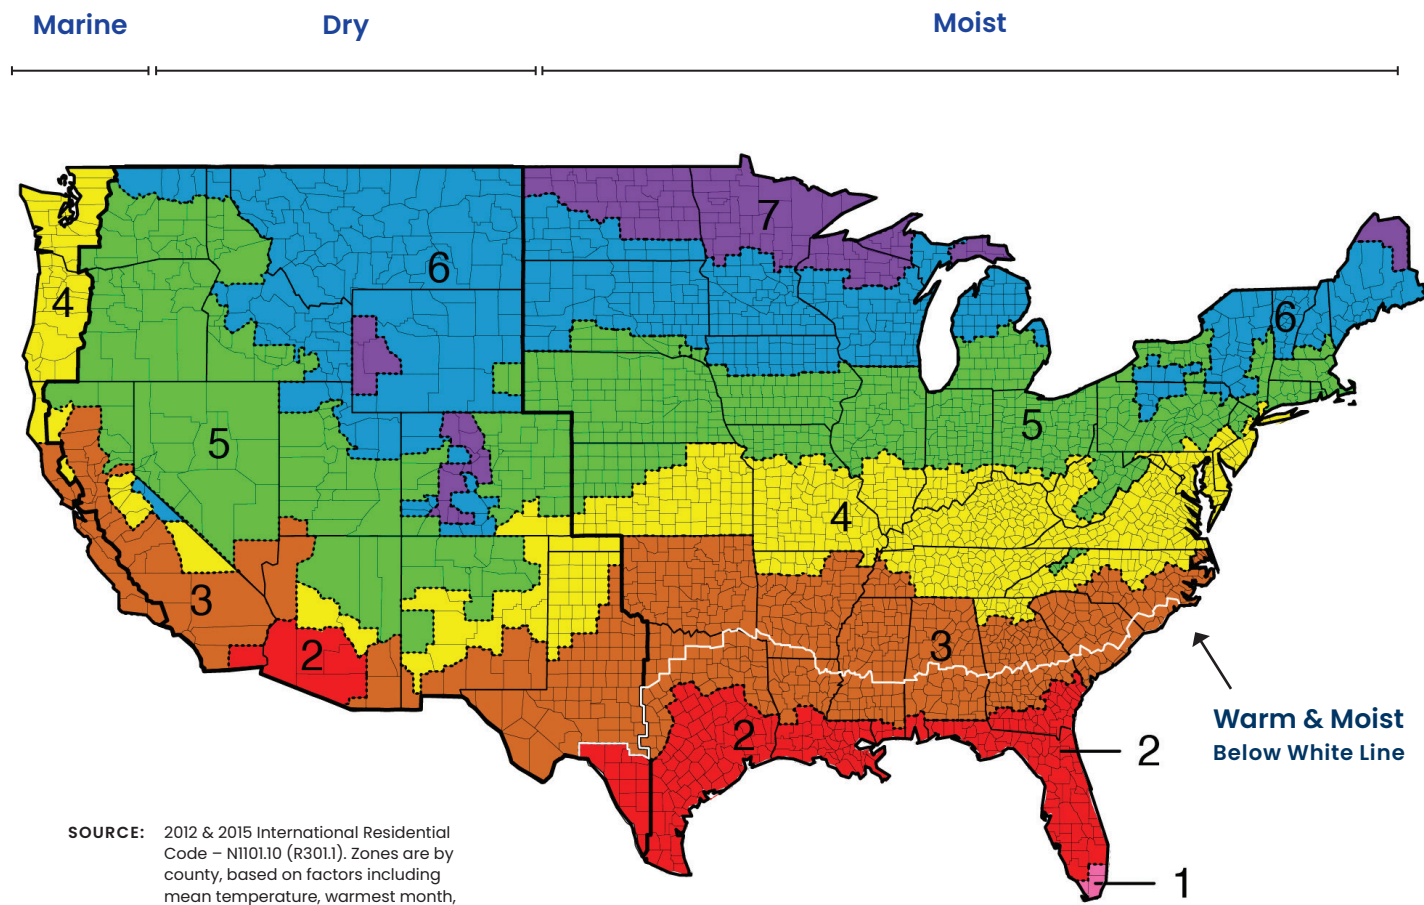 Marine
Dry
Moist
7
6
4
6
5
5
4
3
3
2
2
2
1
Warm & Moist
Below White Line
SOURCE: 2012 & 2015 International Residential
Code – N1101.10 (R301.1). Zones are by
county, based on factors including
mean temperature, warmest month,